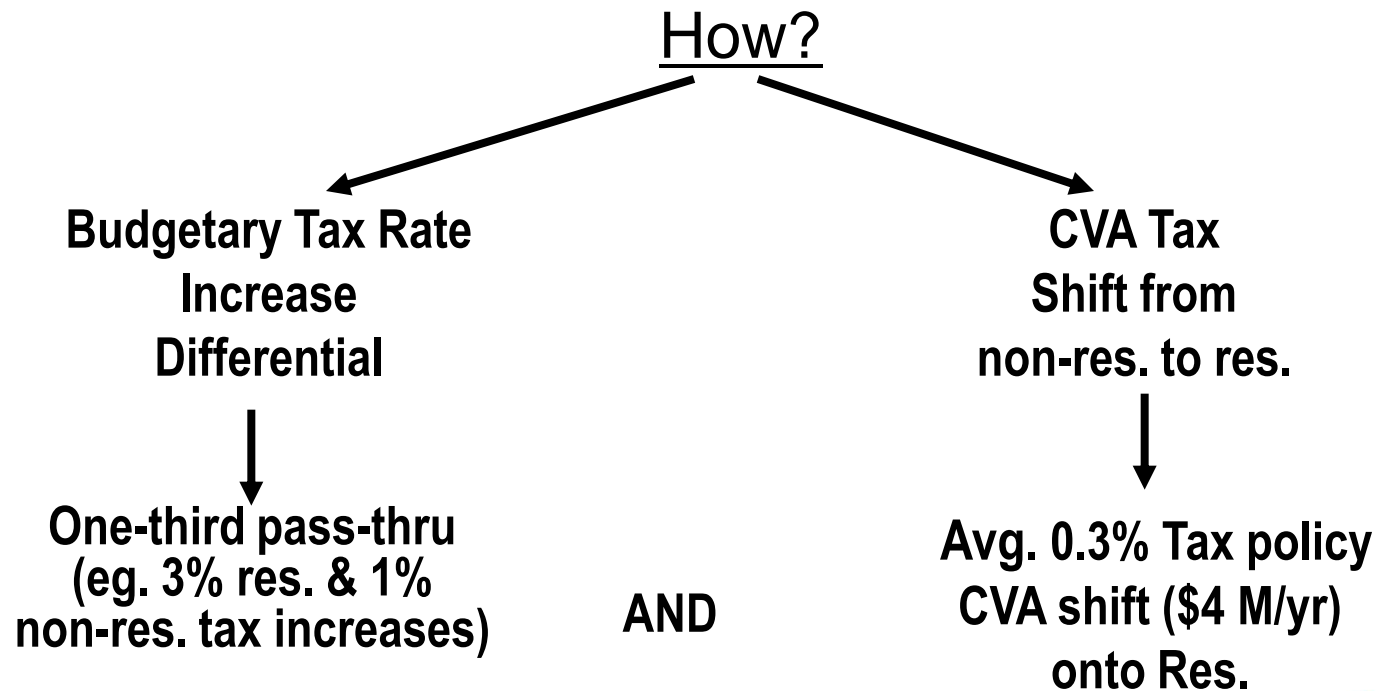 How?
Budgetary Tax Rate
Increase
Differential
CVA Tax
Shift from
non-res. to res.
One-third pass-thru
(eg. 3% res. & 1%
non-res. tax increases)
AND
Avg. 0.3% Tax policy
CVA shift ($4 M/yr)
onto Res.